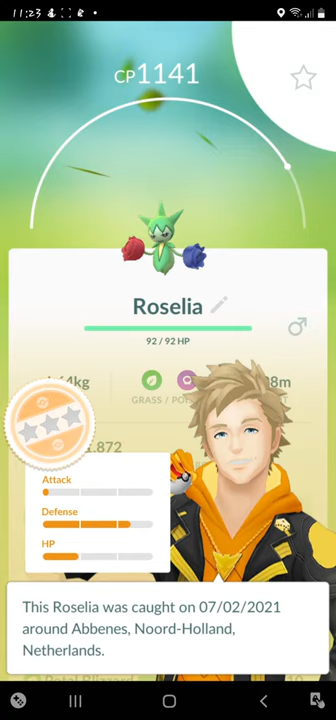 11:23
CP1141
Roselia
92 / 92 HP
GRASS / POI
.872
Attack
Defense
HP
This Roselia was caught on 07/02/2021
around Abbenes, Noord-Holland,
Netherlands.